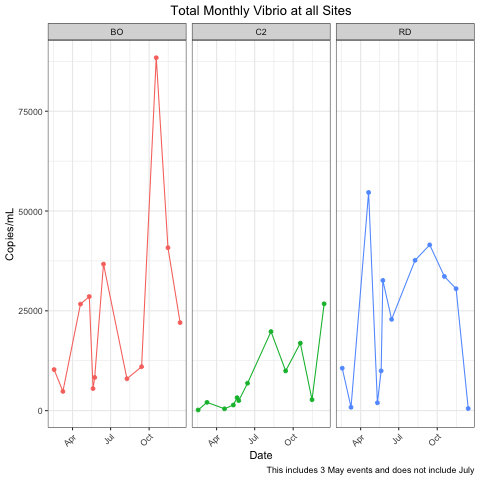 Total Monthly Vibrio at all Sites
BO C2 RD
75000
50000
25000
0
Copies/mL
Apr Jul Oct Apr Jul Oct Apr Jul Oct
Date
This includes 3 May events and does not include July